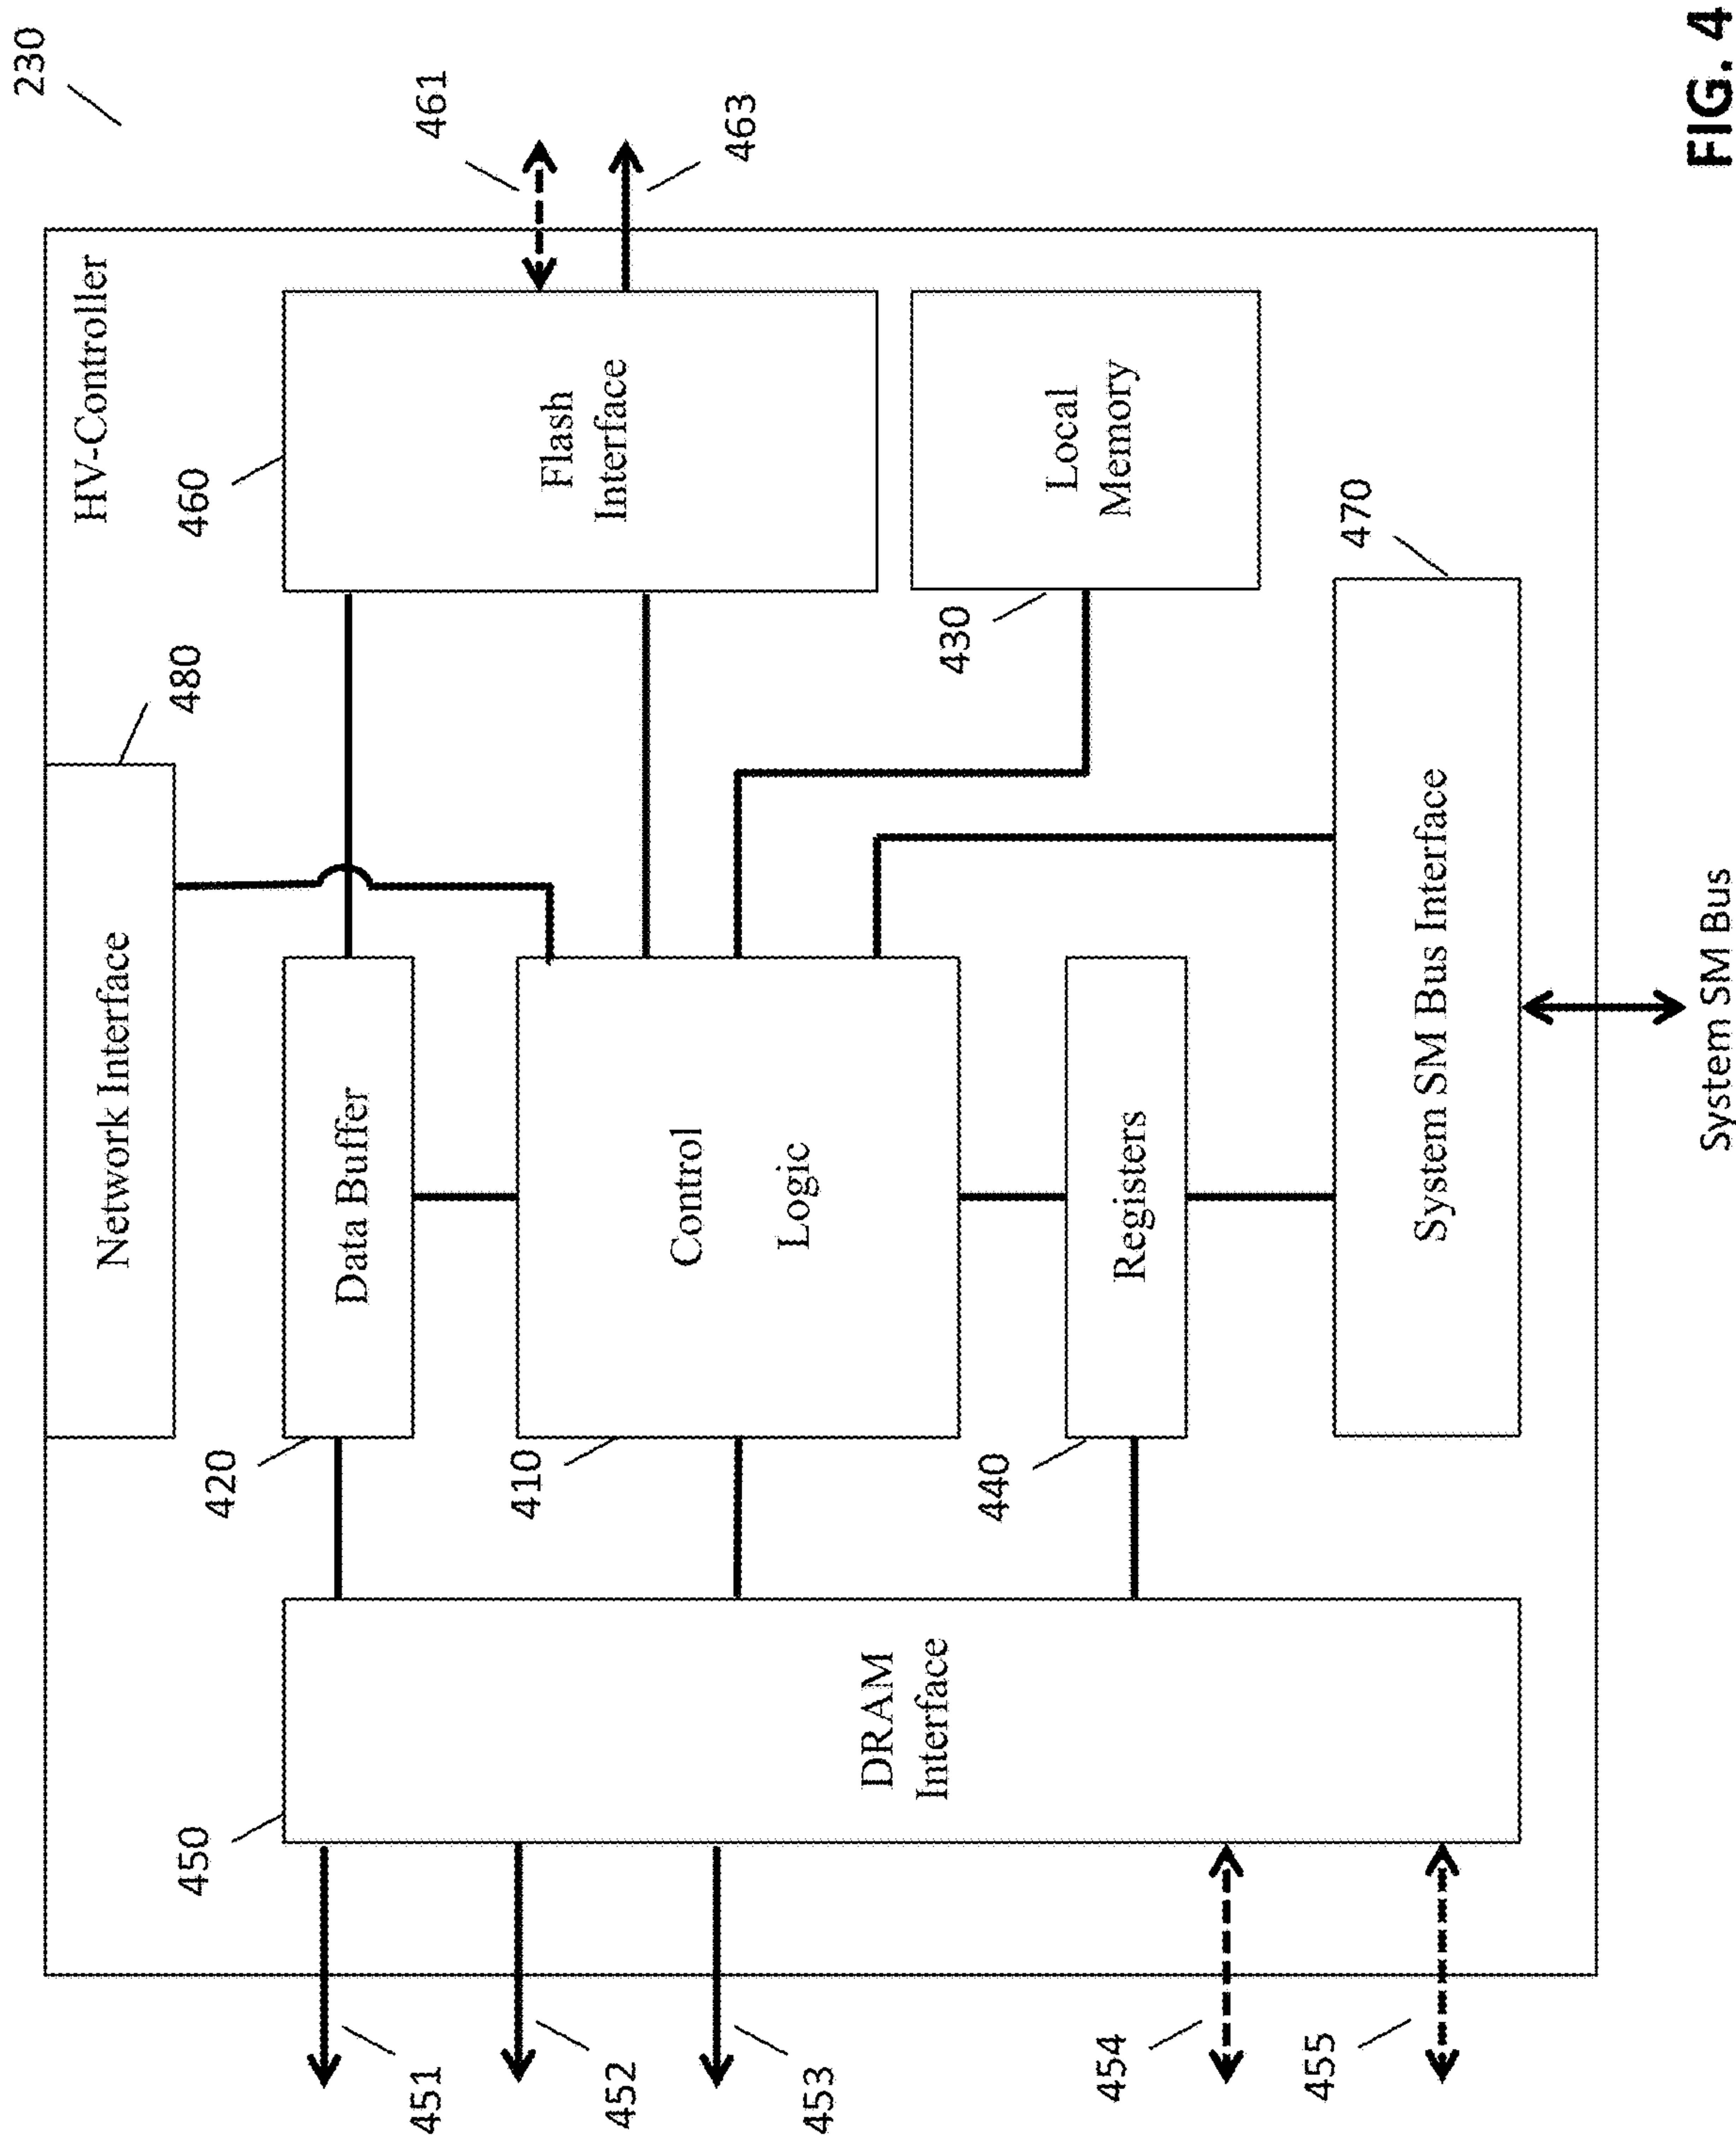 230
HV-Controller
Network Interface
480
460
461
463
Flash
Interface
420
Data Buffer
410
Control
Logic
430
Local
Memory
440
Registers
470
System SM Bus Interface
450
DRAM
Interface
451
452
453
454
455
System SM Bus
FIG. 4